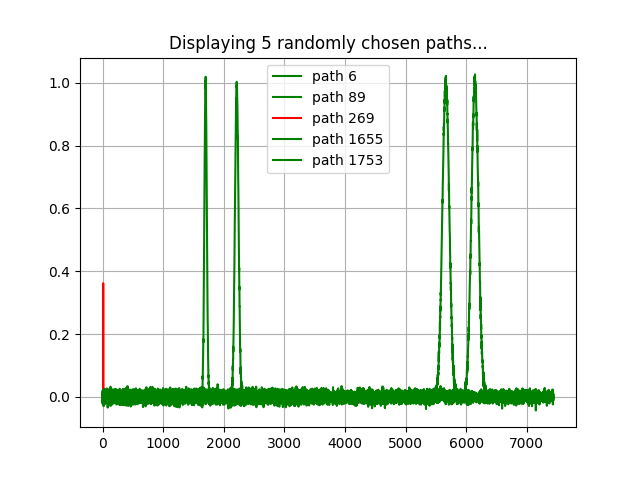 Displaying 5 randomly chosen paths...
path 6
path 89
path 269
path 1655
path 1753
1.0
0.8
0.6
0.4
0.2
0.0
0 1000 2000 3000 4000 5000 6000 7000